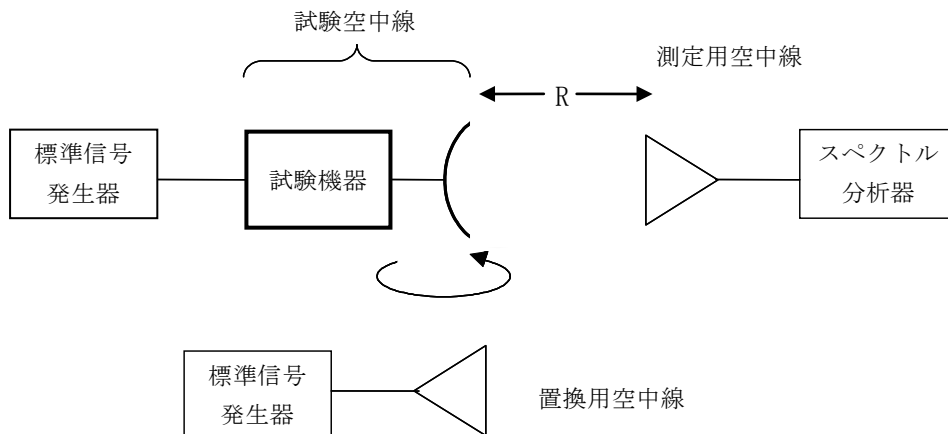 試験空中線
測定用空中線
R
標準信号
発生器
試験機器
スペクトル
分析器
標準信号
発生器
置換用空中線